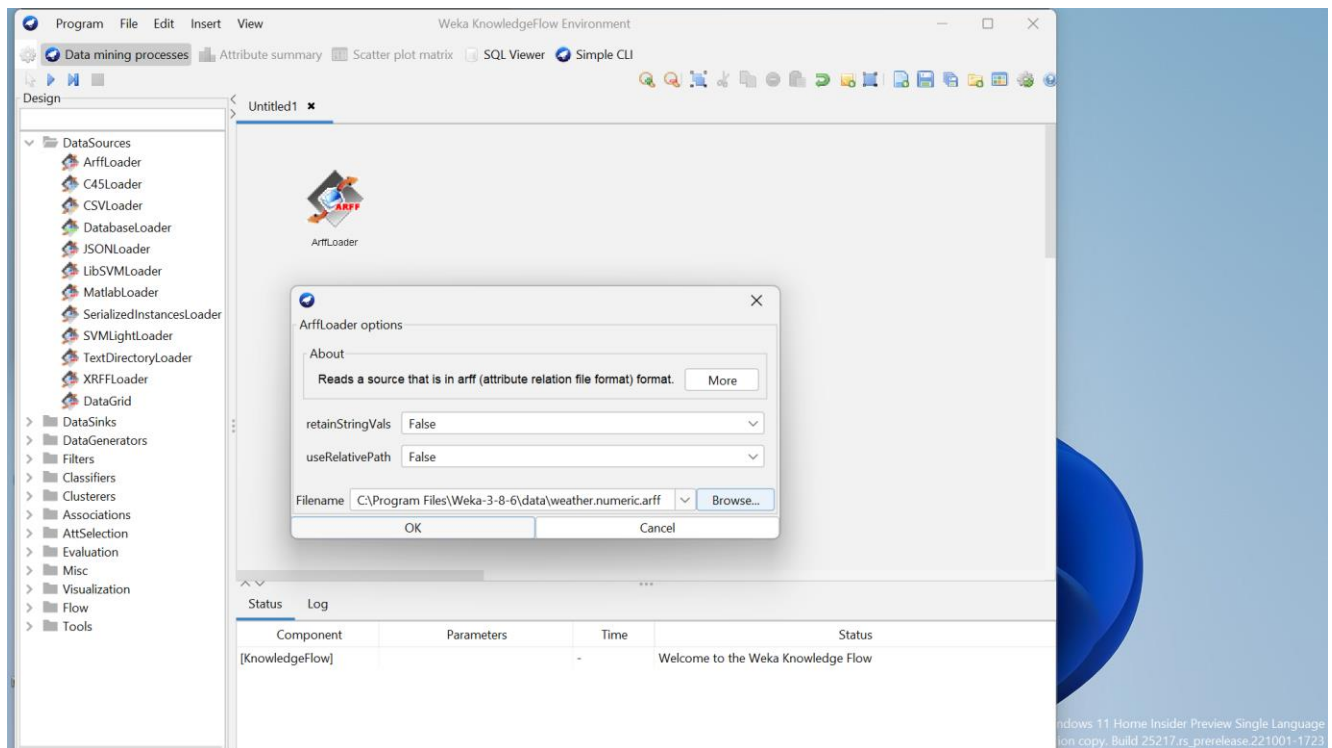 Program File Edit Insert View Weka KnowledgeFlow Environment
Data mining processes Attribute summary Scatter plot matrix SQL Viewer Simple CLI
Design
Untitled1
DataSources
ArffLoader
C45Loader
CSVLoader
DatabaseLoader
JSONLoader
LibSVMLoader
MatlabLoader
SerializedInstancesLoader
SVMLightLoader
TextDirectoryLoader
XRFFLoader
DataGrid
DataSinks
DataGenerators
Filters
Classifiers
Clusterers
Associations
AttSelection
Evaluation
Misc
Visualization
Flow
Tools
ARFF
ArffLoader
ArffLoader options
About
Reads a source that is in arff (attribute relation file format) format. More
retainStringVals False
useRelativePath False
Filename C:\Program Files\Weka-3-8-6\data\weather.numeric.arff Browse...
OK Cancel
Status Log
Component Parameters Time Status
[KnowledgeFlow] - Welcome to the Weka Knowledge Flow
ndows 11 Home Insider Preview Single Language
ion copy. Build 25217.rs_prerelease.221001-1723